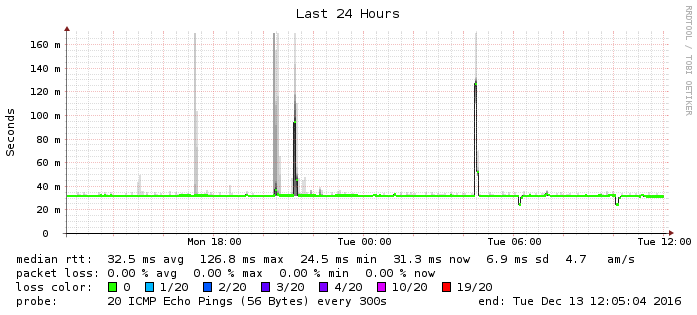 Last 24 Hours
RRDTOOL / TOBI OETIKER
Seconds
160 m
140 m
120 m
100 m
80 m
60 m
40 m
20 m
0
Mon 18:00 Tue 00:00 Tue 06:00 Tue 12:00
median rtt: 32.5 ms avg 126.8 ms max 24.5 ms min 31.3 ms now 6.9 ms sd 4.7 am/s
packet loss: 0.00 % avg 0.00 % max 0.00 % min 0.00 % now
loss color: 0 1/20 2/20 3/20 4/20 10/20 19/20
probe: 20 ICMP Echo Pings (56 Bytes) every 300s end: Tue Dec 13 12:05:04 2016